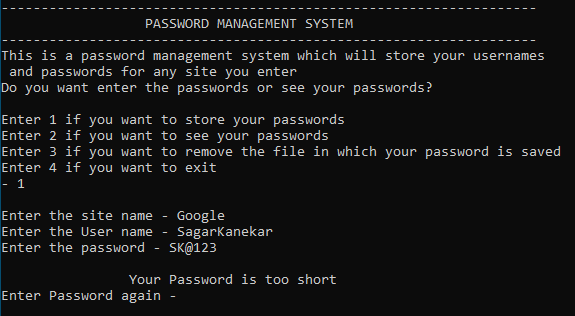 ------------------------------------------------------------------
PASSWORD MANAGEMENT SYSTEM
------------------------------------------------------------------
This is a password management system which will store your usernames
and passwords for any site you enter
Do you want enter the passwords or see your passwords?
Enter 1 if you want to store your passwords
Enter 2 if you want to see your passwords
Enter 3 if you want to remove the file in which your password is saved
Enter 4 if you want to exit
- 1
Enter the site name - Google
Enter the User name - SagarKanekar
Enter the password - SK@123
Your Password is too short
Enter Password again -